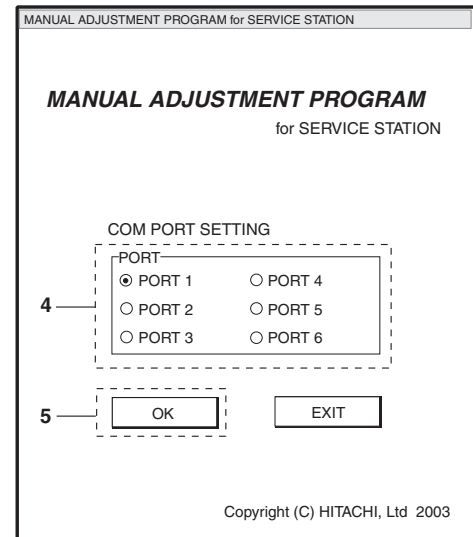 MANUAL ADJUSTMENT PROGRAM for SERVICE STATION
MANUAL ADJUSTMENT PROGRAM
for SERVICE STATION
COM PORT SETTING
PORT
PORT 1 PORT 4
4 PORT 2 PORT 5
PORT 3 PORT 6
5 OK EXIT
Copyright (C) HITACHI, Ltd 2003